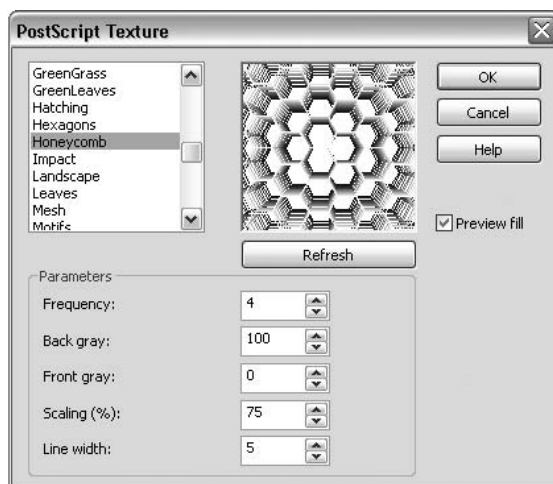 PostScript Texture
GreenGrass
GreenLeaves
Hatching
Hexagons
Honeycomb
Impact
Landscape
Leaves
Mesh
Motifs
OK
Cancel
Help
Preview fill
Refresh
Parameters
Frequency: 4
Back gray: 100
Front gray: 0
Scaling (%): 75
Line width: 5